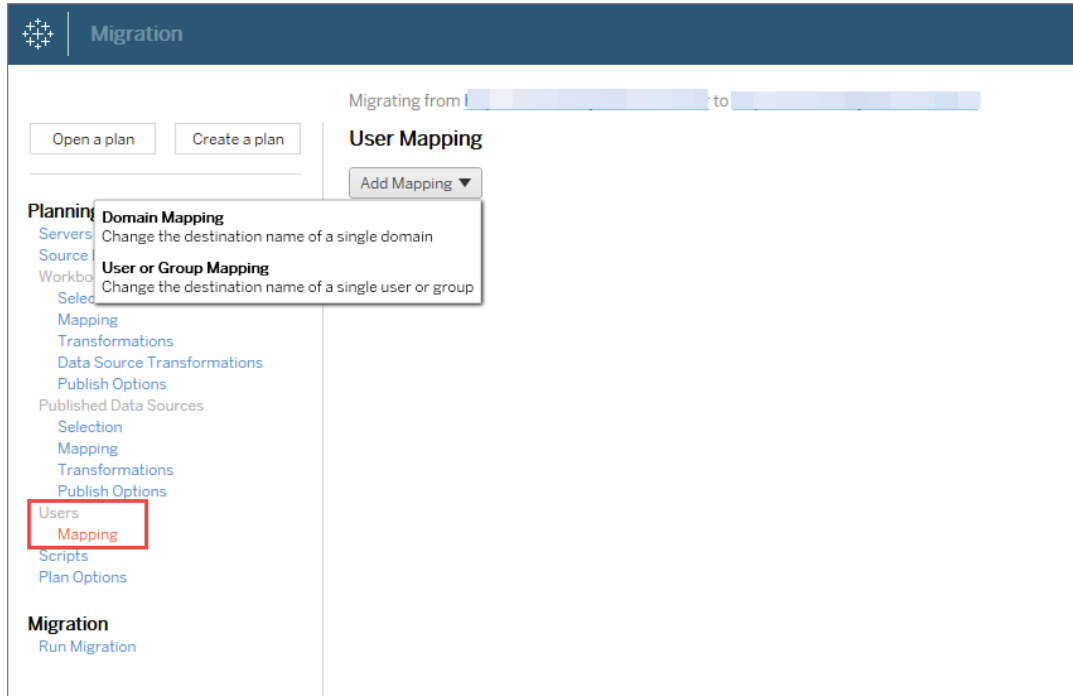 Migration
Migrating from to
Open a plan
Create a plan
User Mapping
Add Mapping ▼
Planning
Domain Mapping
Change the destination name of a single domain
Servers
Source
User or Group Mapping
Change the destination name of a single user or group
Mapping
Transformations
Data Source Transformations
Publish Options
Published Data Sources
Selection
Mapping
Transformations
Publish Options
Users
Mapping
Scripts
Plan Options
Migration
Run Migration